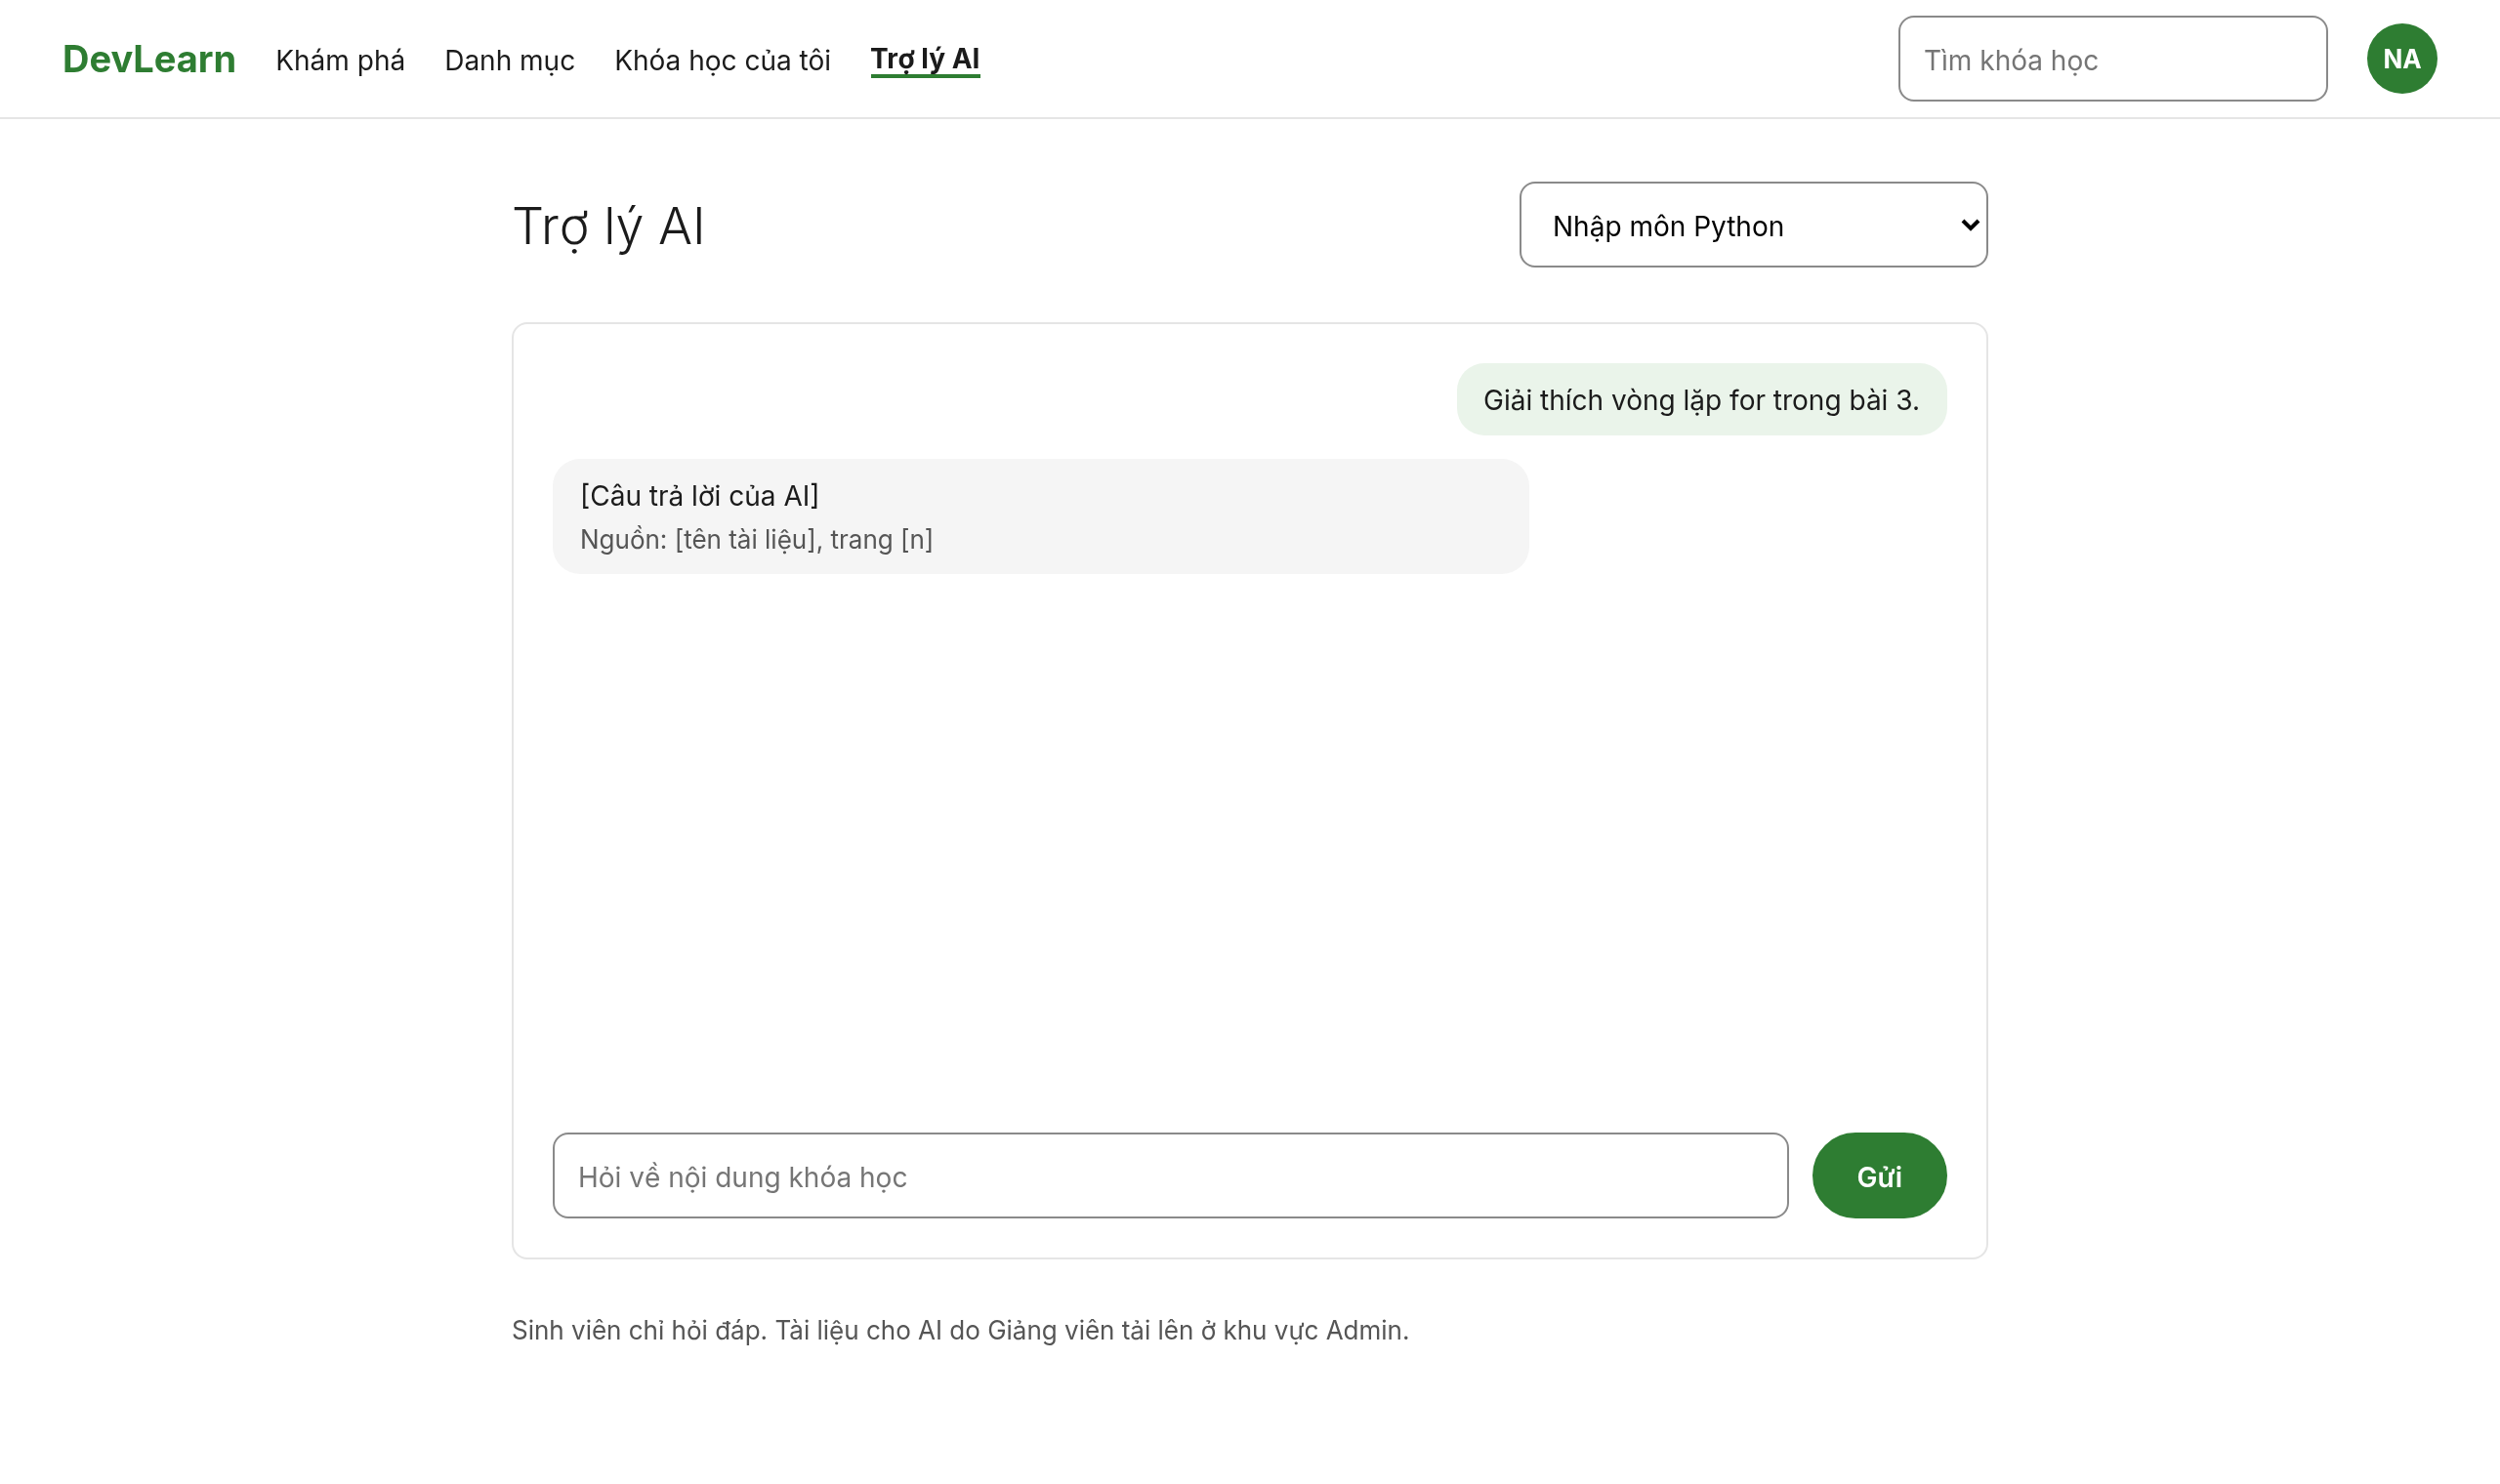 DevLearn Khám phá Danh mục Khóa học của tôi Trợ lý AI Tìm khóa học NA
Trợ lý AI Nhập môn Python
Giải thích vòng lặp for trong bài 3.
[Câu trả lời của AI]
Nguồn: [tên tài liệu], trang [n]
Hỏi về nội dung khóa học Gửi
Sinh viên chỉ hỏi đáp. Tài liệu cho AI do Giảng viên tải lên ở khu vực Admin.